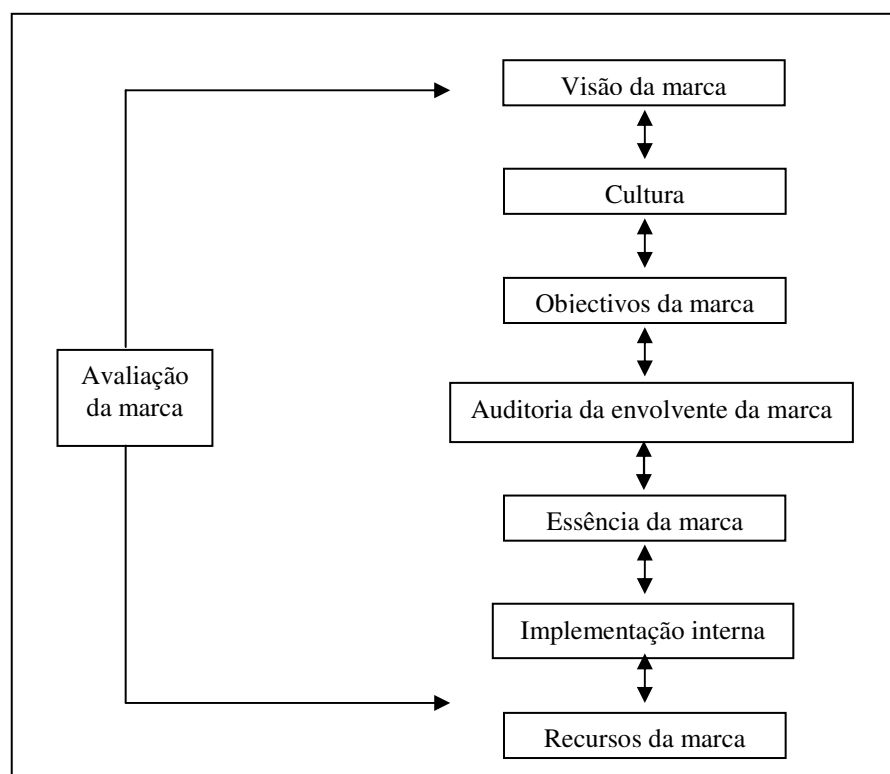 Visão da marca
Cultura
Objectivos da marca
Avaliação
da marca
Auditoria da envolvente da marca
Essência da marca
Implementação interna
Recursos da marca